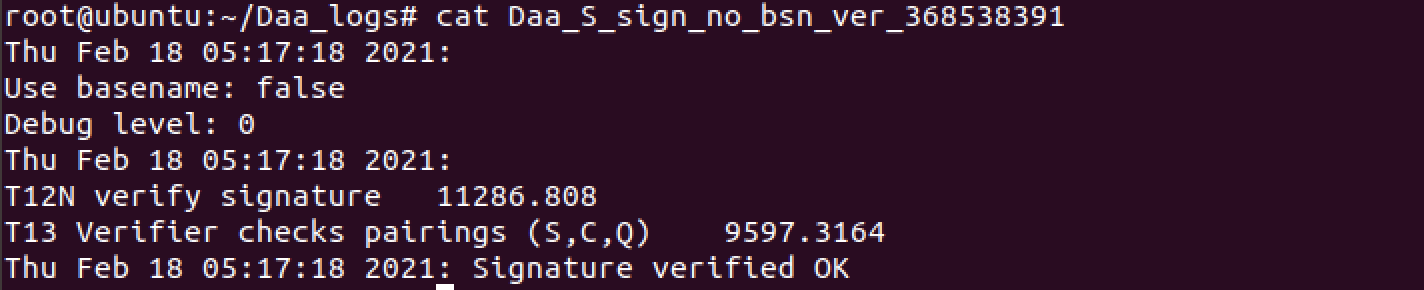 root@ubuntu:~/Daa_logs# cat Daa_S_sign_no_bsn_ver_368538391
Thu Feb 18 05:17:18 2021:
Use basename: false
Debug level: 0
Thu Feb 18 05:17:18 2021:
T12N verify signature   11286.808
T13 Verifier checks pairings (S,C,Q)    9597.3164
Thu Feb 18 05:17:18 2021: Signature verified OK